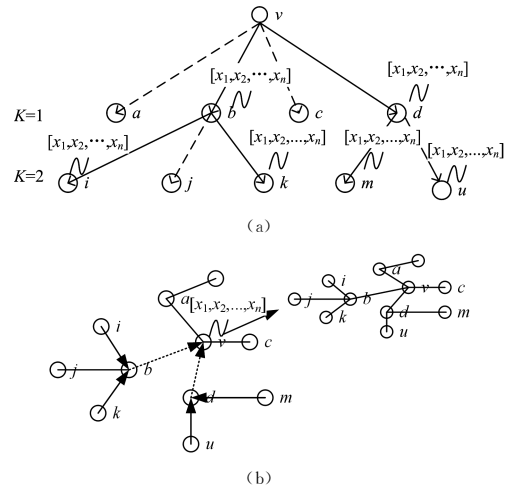 v
[x1,x2,⋯,xn]
[x1,x2,⋯,xn]
K=1 a b c d
[x1,x2,⋯,xn] [x1,x2,...,xn] [x1,x2,...,xn] [x1,x2,...,xn]
K=2 i j k m u
(a)
a
[x1,x2,...,xn]
i
j b v c
k
d m
u
a
i
j b v c
k d m
u
(b)